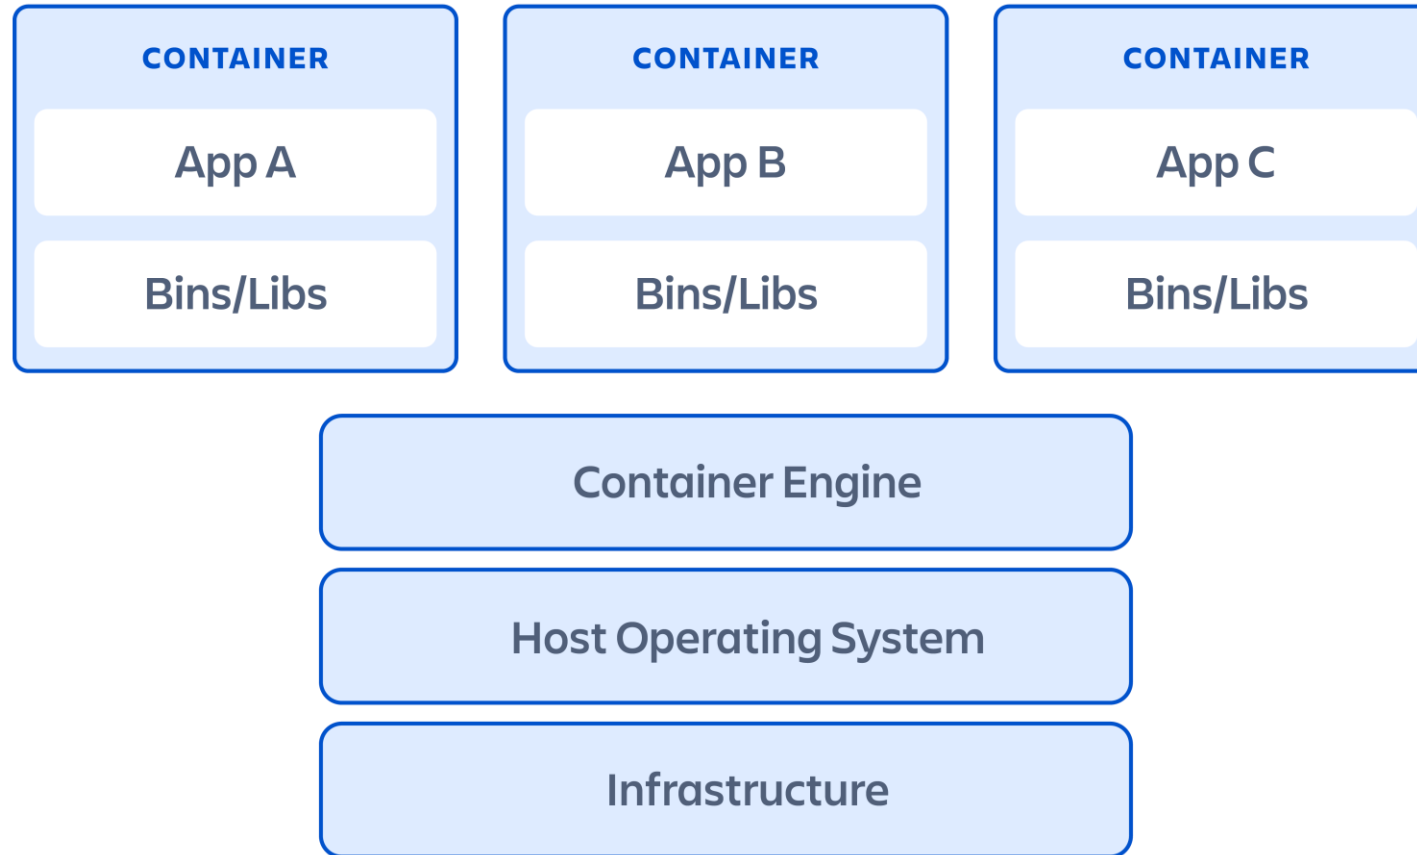 CONTAINER
App A
Bins/Libs
CONTAINER
App B
Bins/Libs
CONTAINER
App C
Bins/Libs
Container Engine
Host Operating System
Infrastructure